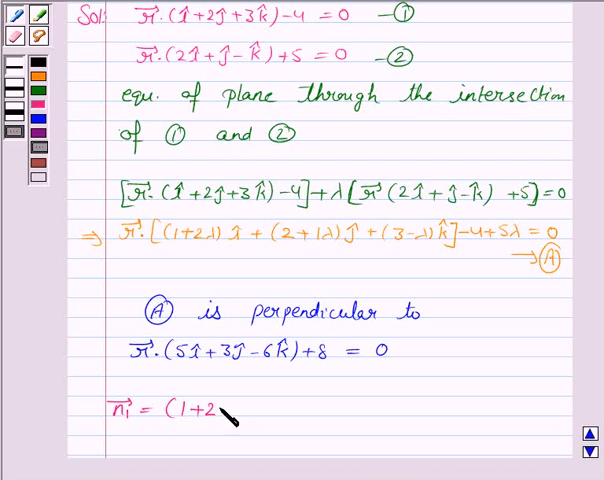 Sol: r⃗.(î+2ĵ+3k̂)-4=0 -①
r⃗.(2î+ĵ-k̂)+5=0 -②
equ. of plane through the intersection
of ① and ②
[r⃗.(î+2ĵ+3k̂)-4]+λ[r⃗(2î+ĵ-k̂)+5]=0
⇒ r⃗.[(1+2λ)î+(2+1λ)ĵ+(3-λ)k̂]-4+5λ=0
→Ⓐ
Ⓐ is perpendicular to
r⃗.(5î+3ĵ-6k̂)+8=0
n₁⃗ = (1+2